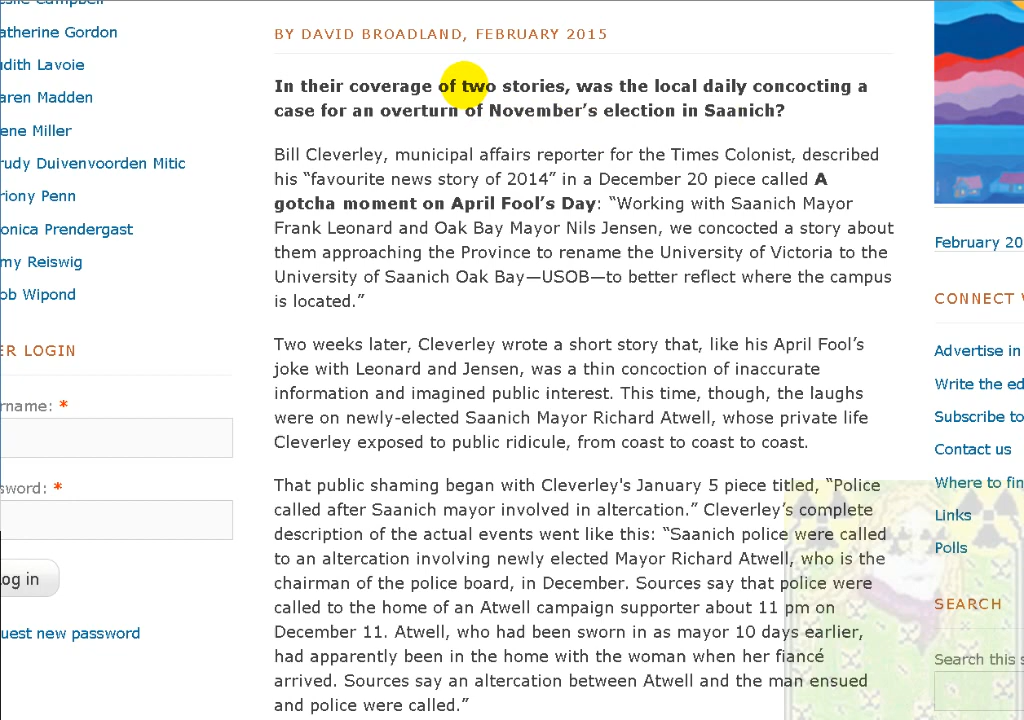 eslie Campbell
atherine Gordon
udith Lavoie
aren Madden
ene Miller
rudy Duivenvoorden Mitic
riony Penn
onica Prendergast
my Reiswig
ob Wipond
ER LOGIN
rname: *
sword: *
og in
uest new password
BY DAVID BROADLAND, FEBRUARY 2015
In their coverage of two stories, was the local daily concocting a
case for an overturn of November’s election in Saanich?
Bill Cleverley, municipal affairs reporter for the Times Colonist, described
his “favourite news story of 2014” in a December 20 piece called A
gotcha moment on April Fool’s Day: “Working with Saanich Mayor
Frank Leonard and Oak Bay Mayor Nils Jensen, we concocted a story about
them approaching the Province to rename the University of Victoria to the
University of Saanich Oak Bay—USOB—to better reflect where the campus
is located.”
Two weeks later, Cleverley wrote a short story that, like his April Fool’s
joke with Leonard and Jensen, was a thin concoction of inaccurate
information and imagined public interest. This time, though, the laughs
were on newly-elected Saanich Mayor Richard Atwell, whose private life
Cleverley exposed to public ridicule, from coast to coast to coast.
That public shaming began with Cleverley's January 5 piece titled, “Police
called after Saanich mayor involved in altercation.” Cleverley’s complete
description of the actual events went like this: “Saanich police were called
to an altercation involving newly elected Mayor Richard Atwell, who is the
chairman of the police board, in December. Sources say that police were
called to the home of an Atwell campaign supporter about 11 pm on
December 11. Atwell, who had been sworn in as mayor 10 days earlier,
had apparently been in the home with the woman when her fiancé
arrived. Sources say an altercation between Atwell and the man ensued
and police were called.”
February 20
CONNECT
Advertise in
Write the ed
Subscribe to
Contact us
Where to fin
Links
Polls
SEARCH
Search this s